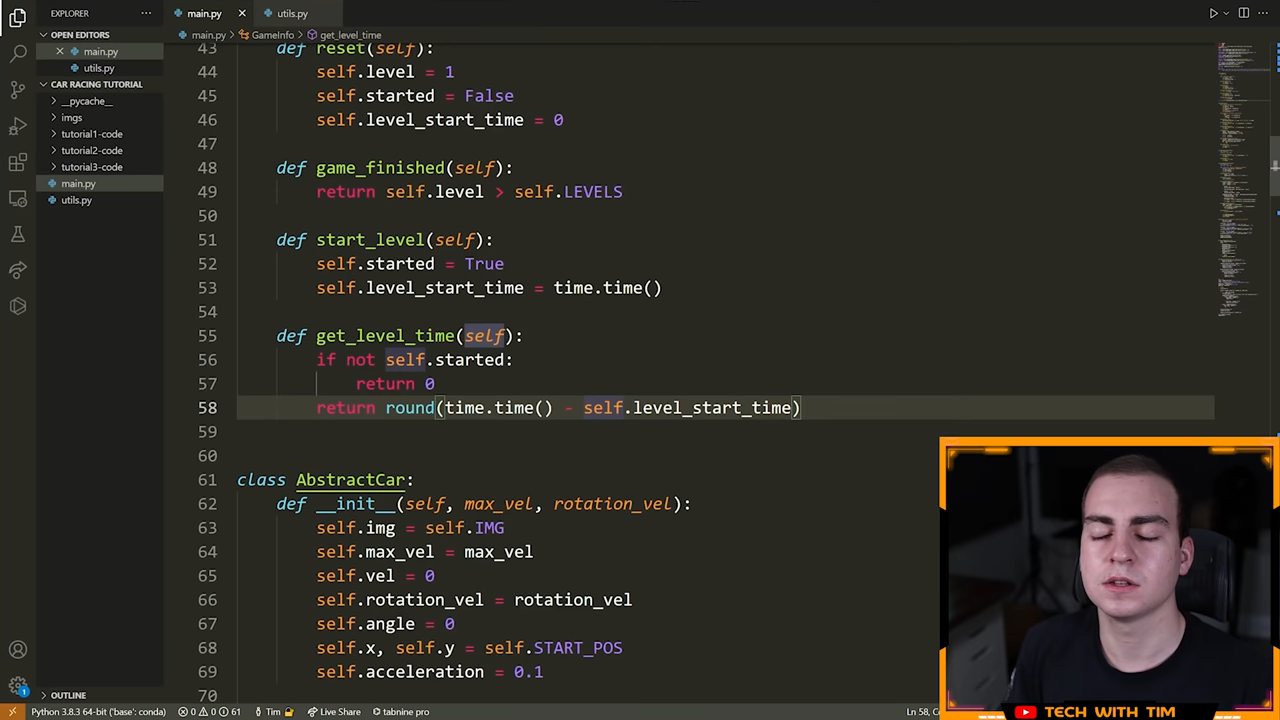 EXPLORER
···
main.py
×
utils.py
···
OPEN EDITORS
× main.py
utils.py
CAR RACING TUTORIAL
__pycache__
imgs
tutorial1-code
tutorial2-code
tutorial3-code
main.py
utils.py
OUTLINE
main.py > GameInfo > get_level_time
43 def reset(self):
44 self.level = 1
45 self.started = False
46 self.level_start_time = 0
47
48 def game_finished(self):
49 return self.level > self.LEVELS
50
51 def start_level(self):
52 self.started = True
53 self.level_start_time = time.time()
54
55 def get_level_time(self):
56 if not self.started:
57 return 0
58 return round(time.time() - self.level_start_time)
59
60
61 class AbstractCar:
62 def __init__(self, max_vel, rotation_vel):
63 self.img = self.IMG
64 self.max_vel = max_vel
65 self.vel = 0
66 self.rotation_vel = rotation_vel
67 self.angle = 0
68 self.x, self.y = self.START_POS
69 self.acceleration = 0.1
70
1
Python 3.8.3 64-bit ('base': conda) 0 0 61 Tim Live Share tabnine pro Ln 58, C
TECH WITH TIM